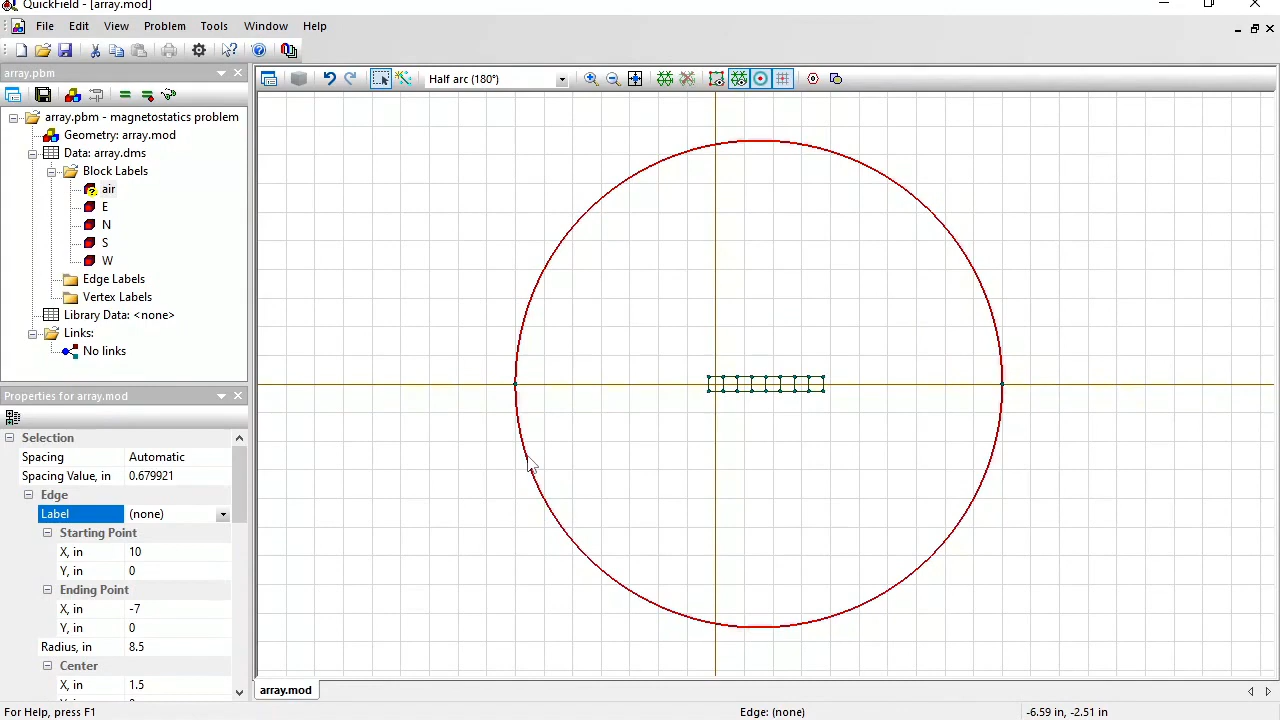 QuickField - [array.mod]
File Edit View Problem Tools Window Help
array.pbm
Half arc (180°)
array.pbm - magnetostatics problem
Geometry: array.mod
Data: array.dms
Block Labels
air
E
N
S
W
Edge Labels
Vertex Labels
Library Data: <none>
Links:
No links
Properties for array.mod
Selection
Spacing Automatic
Spacing Value, in 0.679921
Edge
Label (none)
Starting Point
X, in 10
Y, in 0
Ending Point
X, in -7
Y, in 0
Radius, in 8.5
Center
X, in 1.5
array.mod
For Help, press F1 Edge: (none) -6.59 in, -2.51 in